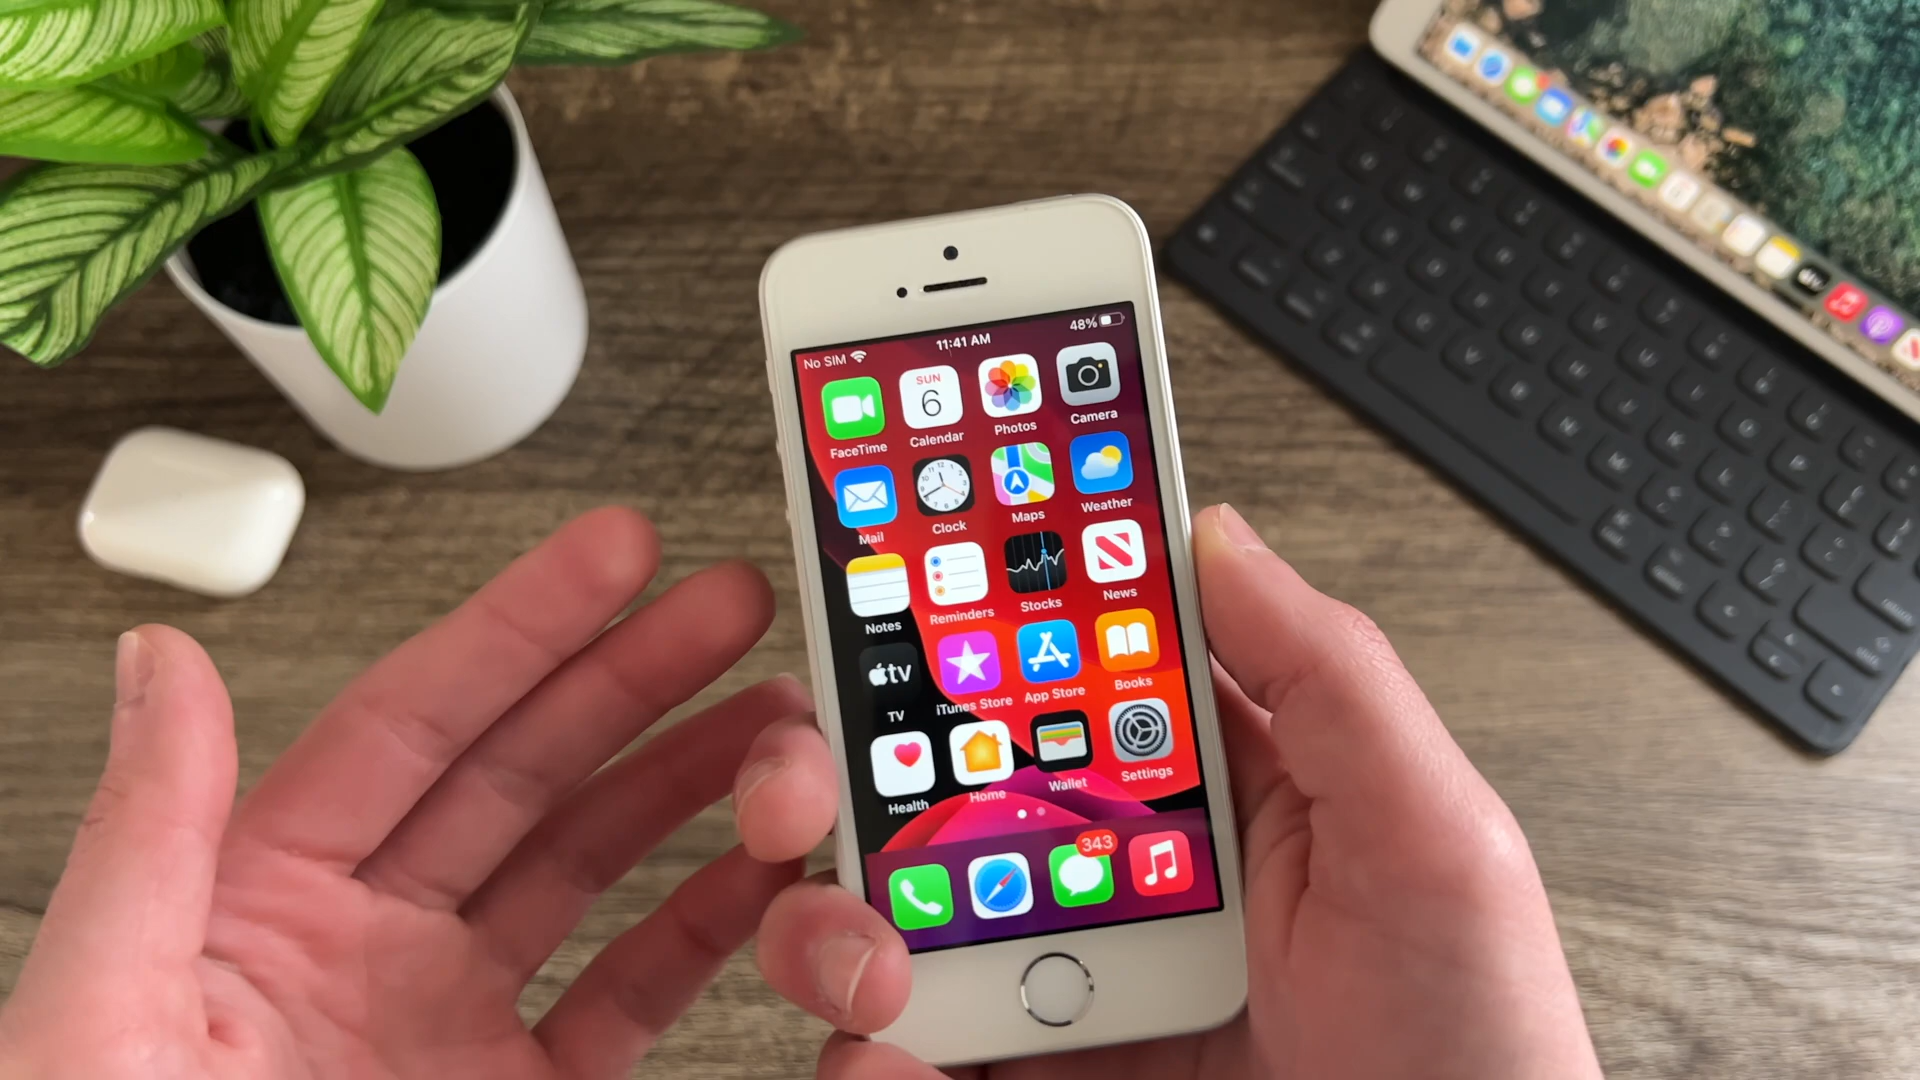 No SIM 11:41 AM 48%
SUN
6
FaceTime Calendar Photos Camera
Mail Clock Maps Weather
Notes Reminders Stocks News
tv
TV iTunes Store App Store Books
Health Home Wallet Settings
343